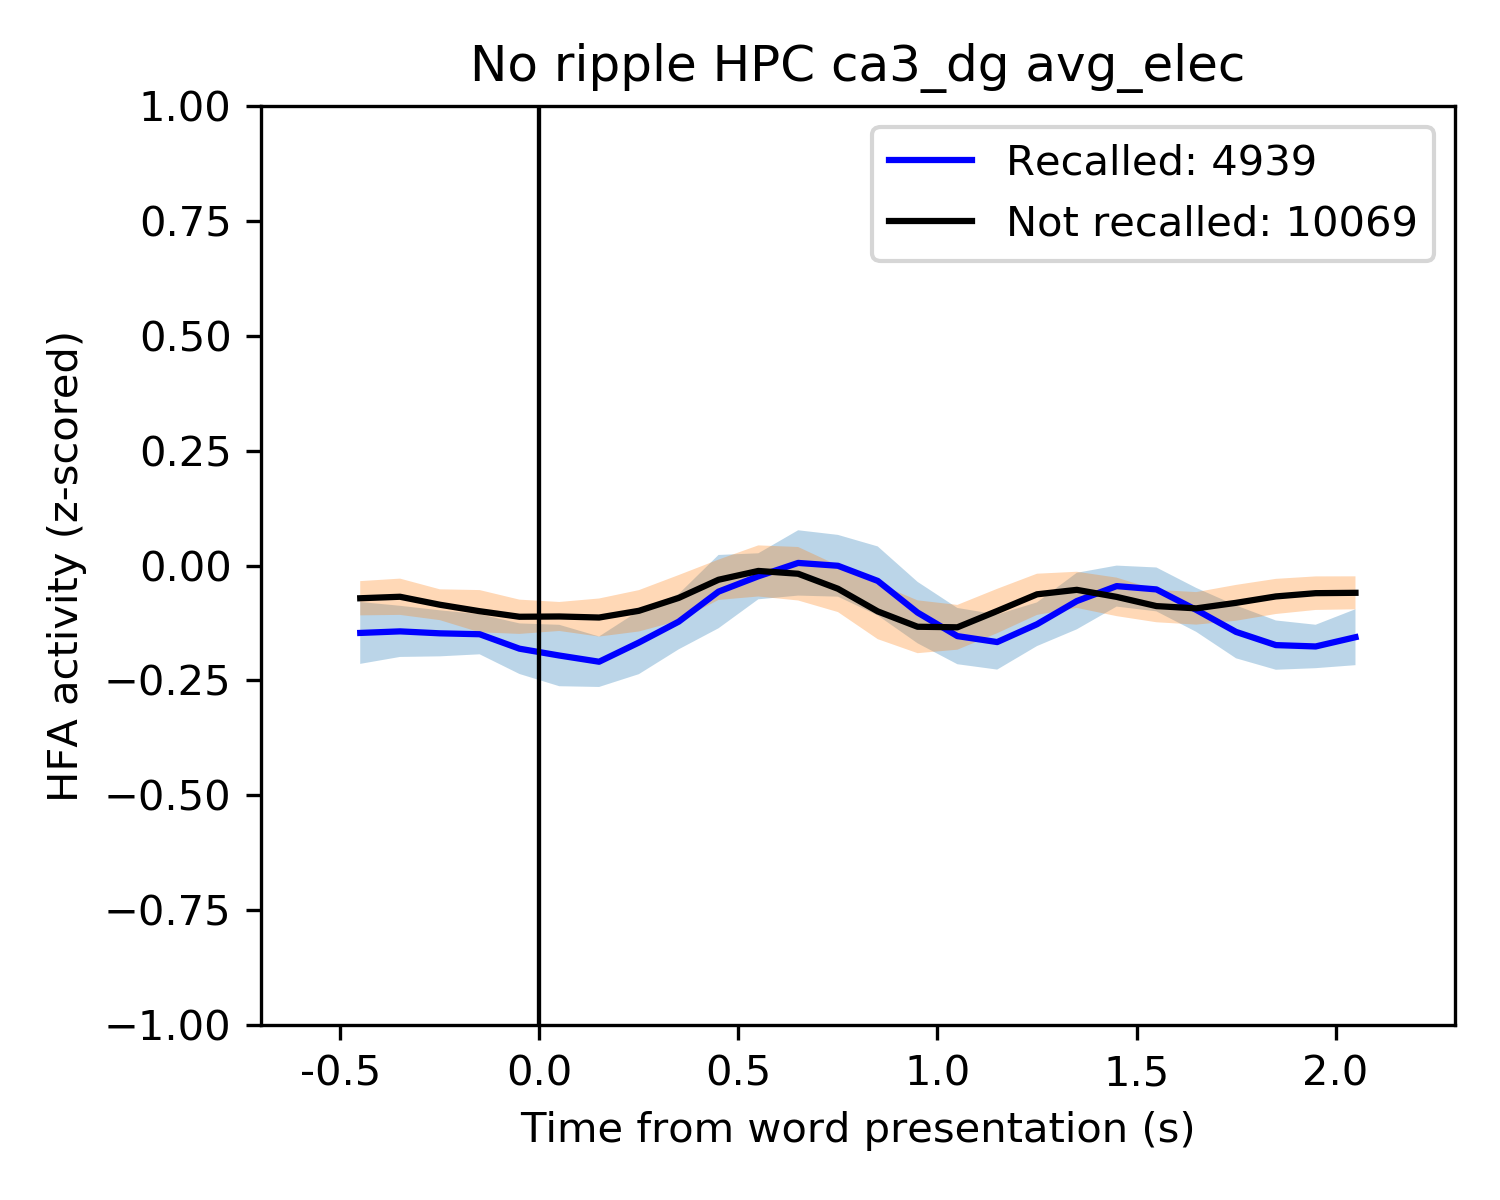 No ripple HPC ca3_dg avg_elec
Recalled: 4939
Not recalled: 10069
HFA activity (z-scored)
1.00
0.75
0.50
0.25
0.00
−0.25
−0.50
−0.75
−1.00
-0.5 0.0 0.5 1.0 1.5 2.0
Time from word presentation (s)